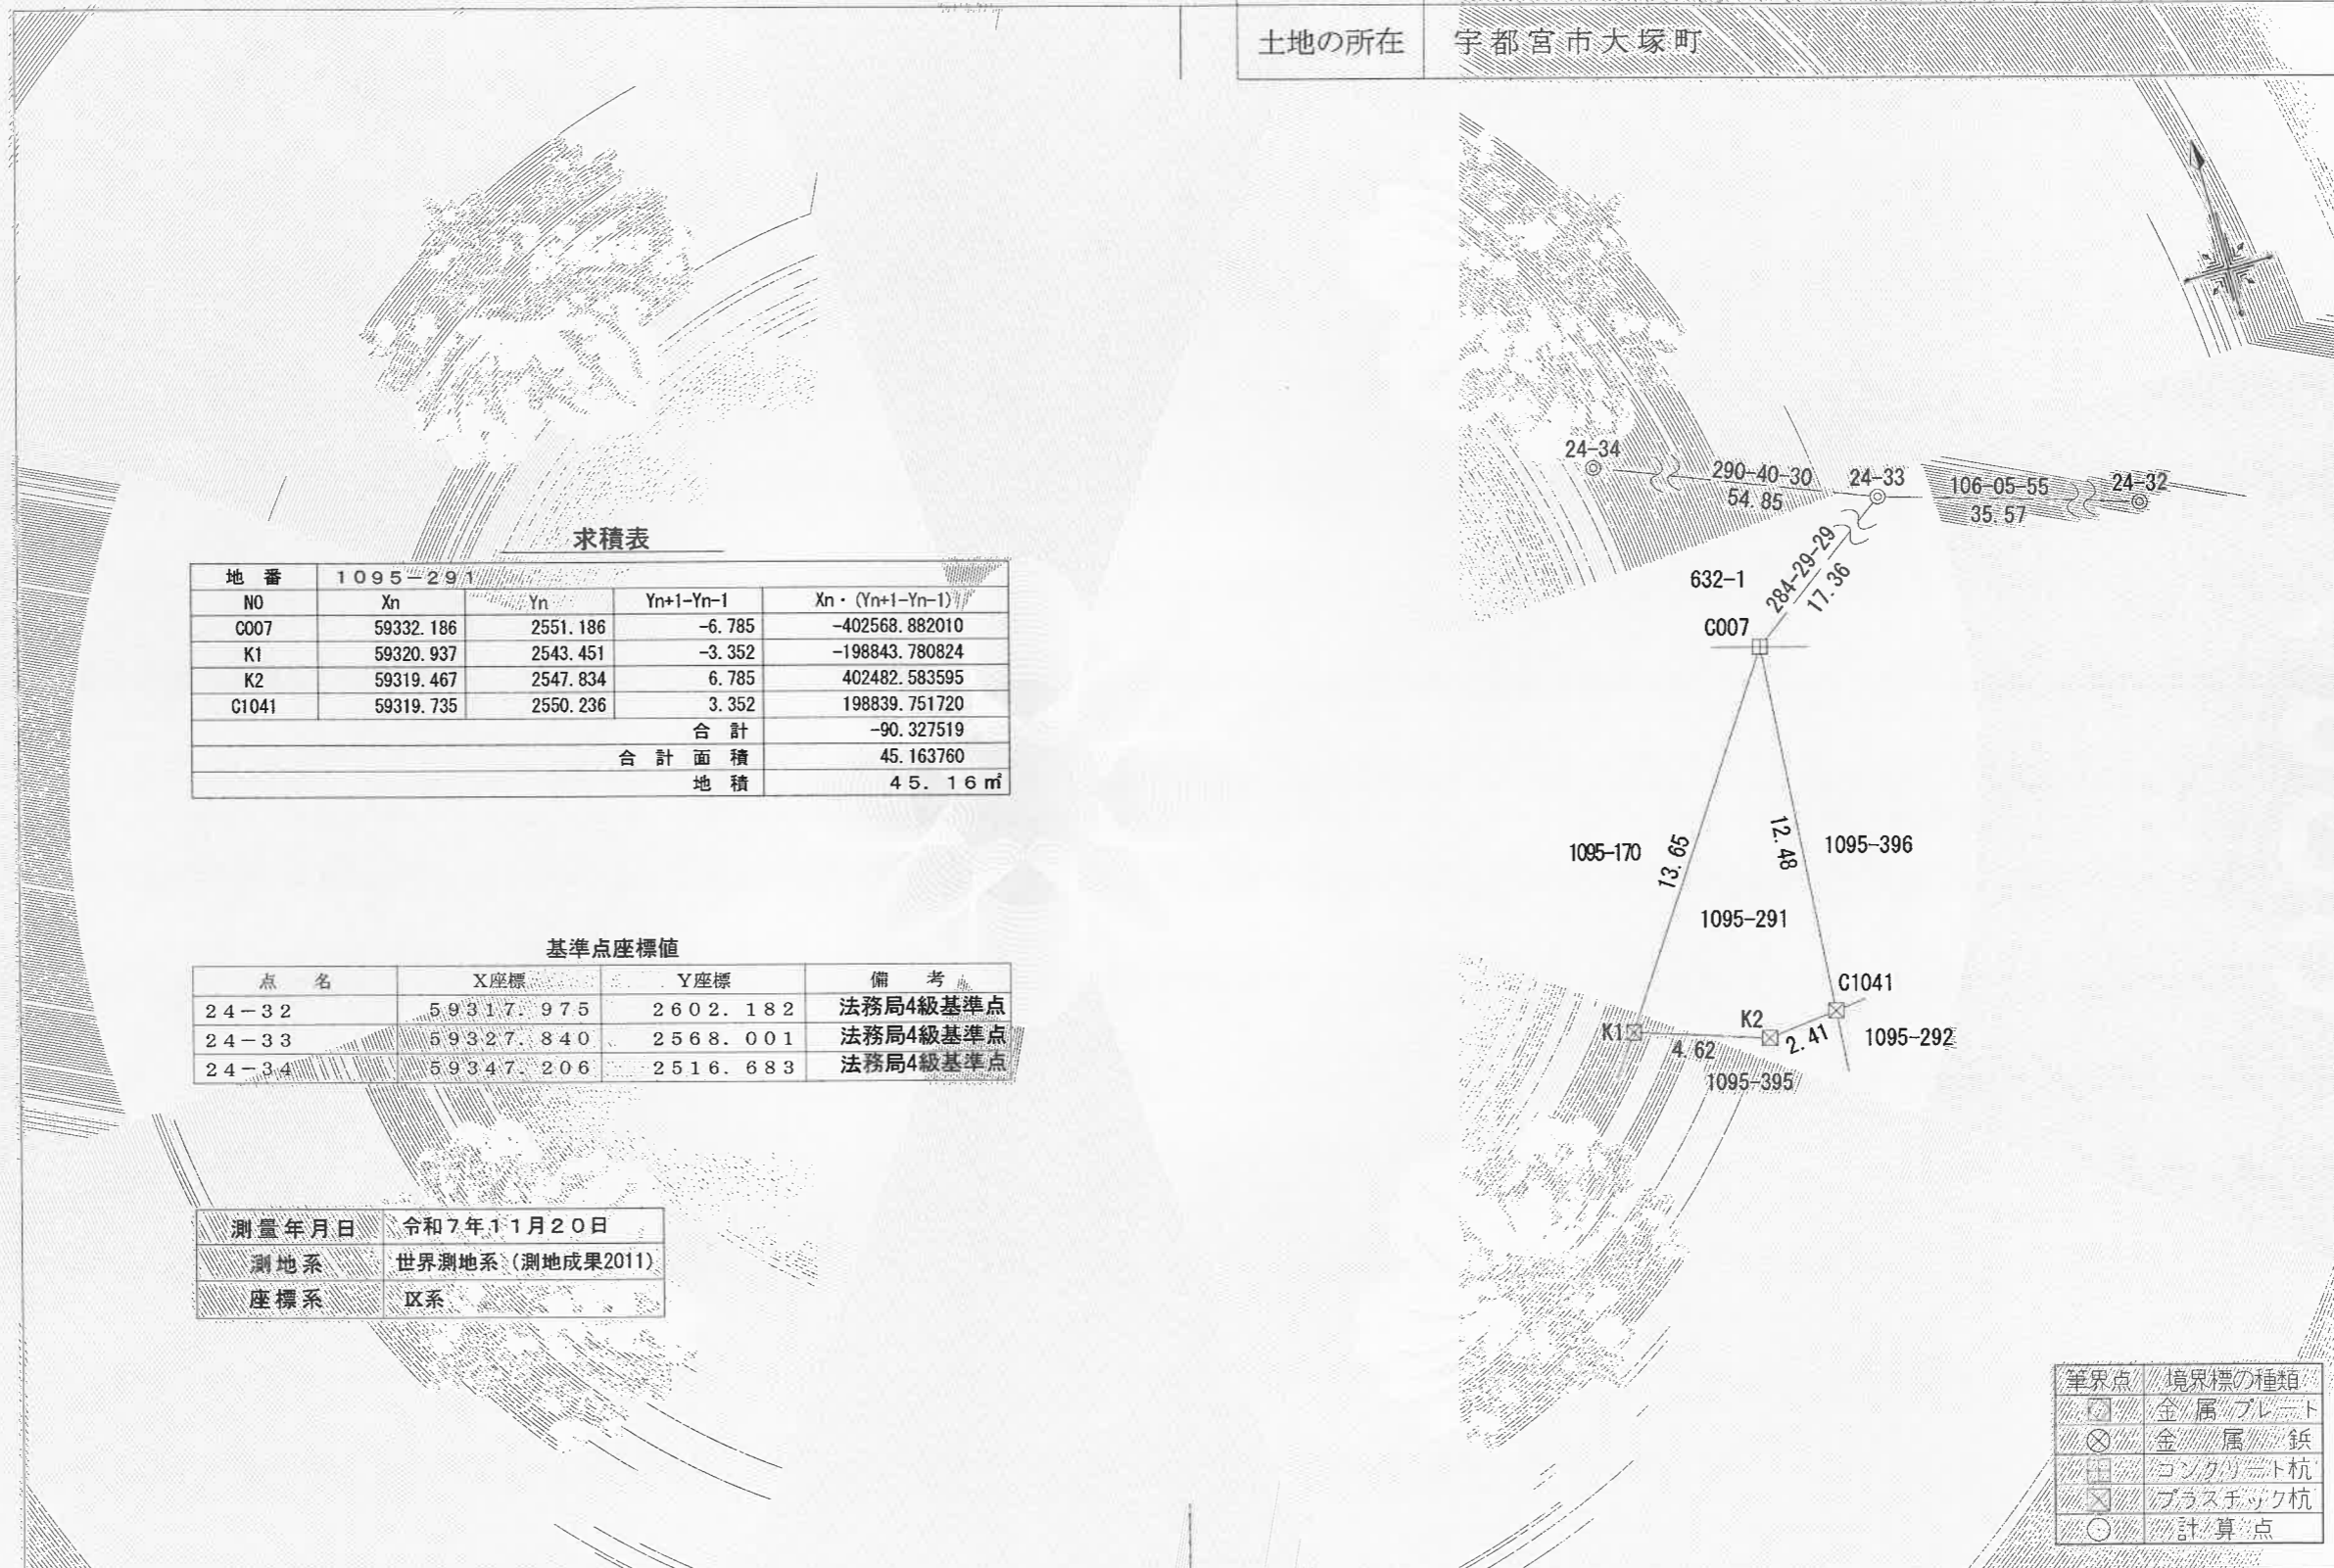 土地の所在 宇都宮市大塚町
求積表
地 番 1095-291
NO Xn Yn Yn+1-Yn-1 Xn・(Yn+1-Yn-1)
C007 59332.186 2551.186 -6.785 -402568.882010
K1 59320.937 2543.451 -3.352 -198843.780824
K2 59319.467 2547.834 6.785 402482.583595
C1041 59319.735 2550.236 3.352 198839.751720
合 計 -90.327519
合 計 面 積 45.163760
地 積 45.16㎡
基準点座標値
点 名 X座標 Y座標 備 考
24-32 59317.975 2602.182 法務局4級基準点
24-33 59327.840 2568.001 法務局4級基準点
24-34 59347.206 2516.683 法務局4級基準点
測量年月日 令和7年11月20日
測地系 世界測地系(測地成果2011)
座標系 Ⅸ系
24-34
290-40-30
54.85
24-33
106-05-55
35.57
24-32
284-29-29
17.36
632-1
C007
1095-170
13.65
12.48
1095-396
1095-291
C1041
K1
K2
4.62
2.41
1095-292
1095-395
筆界点 境界標の種類
金属プレート
金属鋲
コンクリート杭
プラスチック杭
計算点